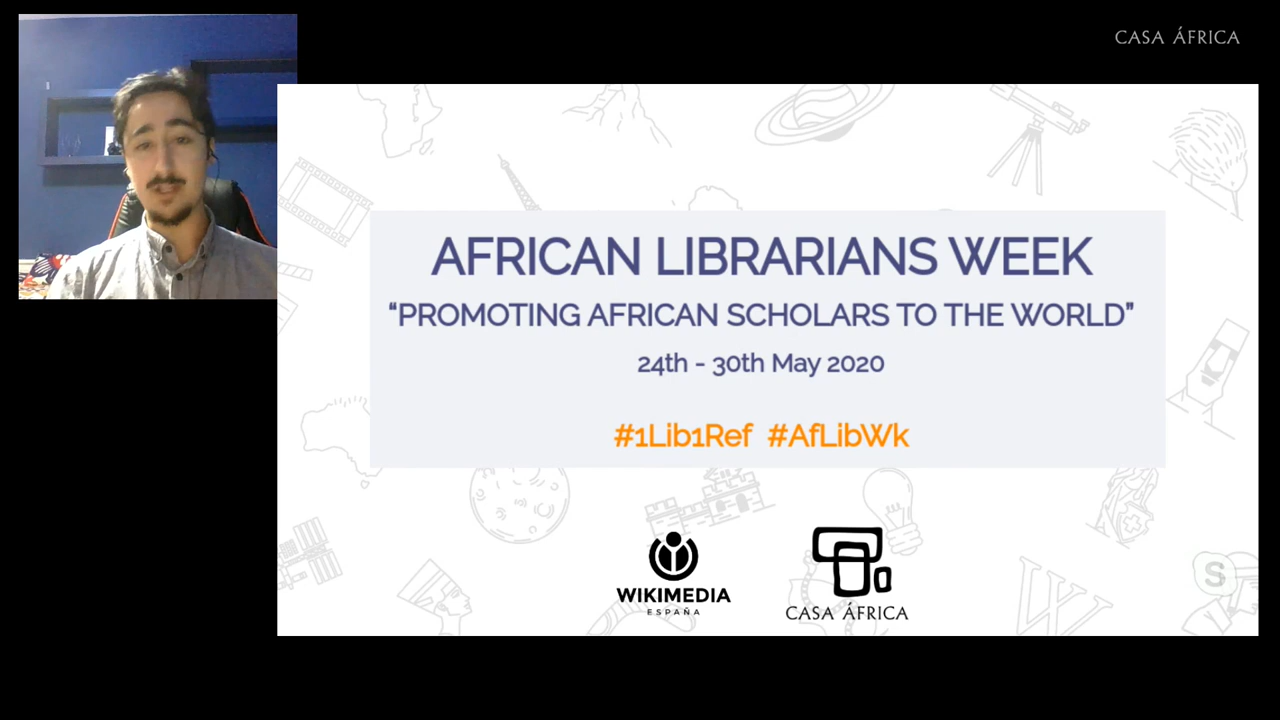 CASA ÁFRICA
AFRICAN LIBRARIANS WEEK
“PROMOTING AFRICAN SCHOLARS TO THE WORLD”
24th - 30th May 2020
#1Lib1Ref #AfLibWk
WIKIMEDIA
ESPAÑA
CASA ÁFRICA
W
S